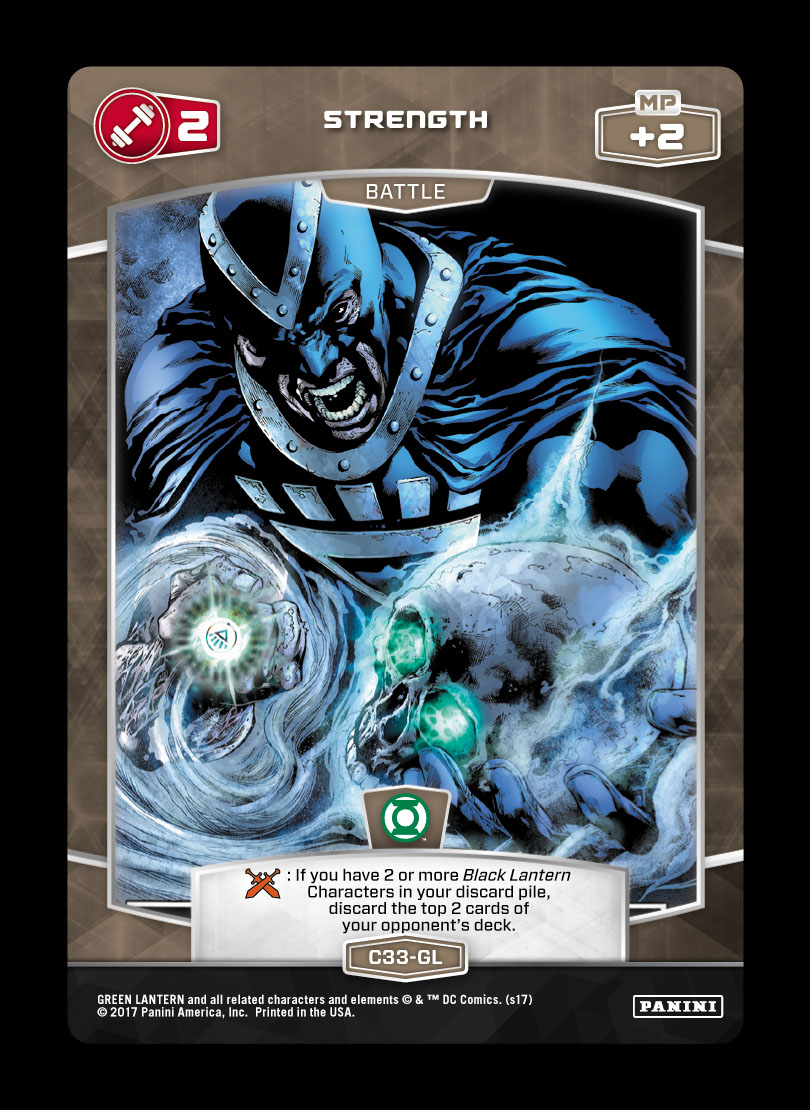 2
STRENGTH
MP
+2
BATTLE
: If you have 2 or more Black Lantern
Characters in your discard pile,
discard the top 2 cards of
your opponent's deck.
C33-GL
GREEN LANTERN and all related characters and elements © & ™ DC Comics. (s17)
© 2017 Panini America, Inc. Printed in the USA.
PANINI